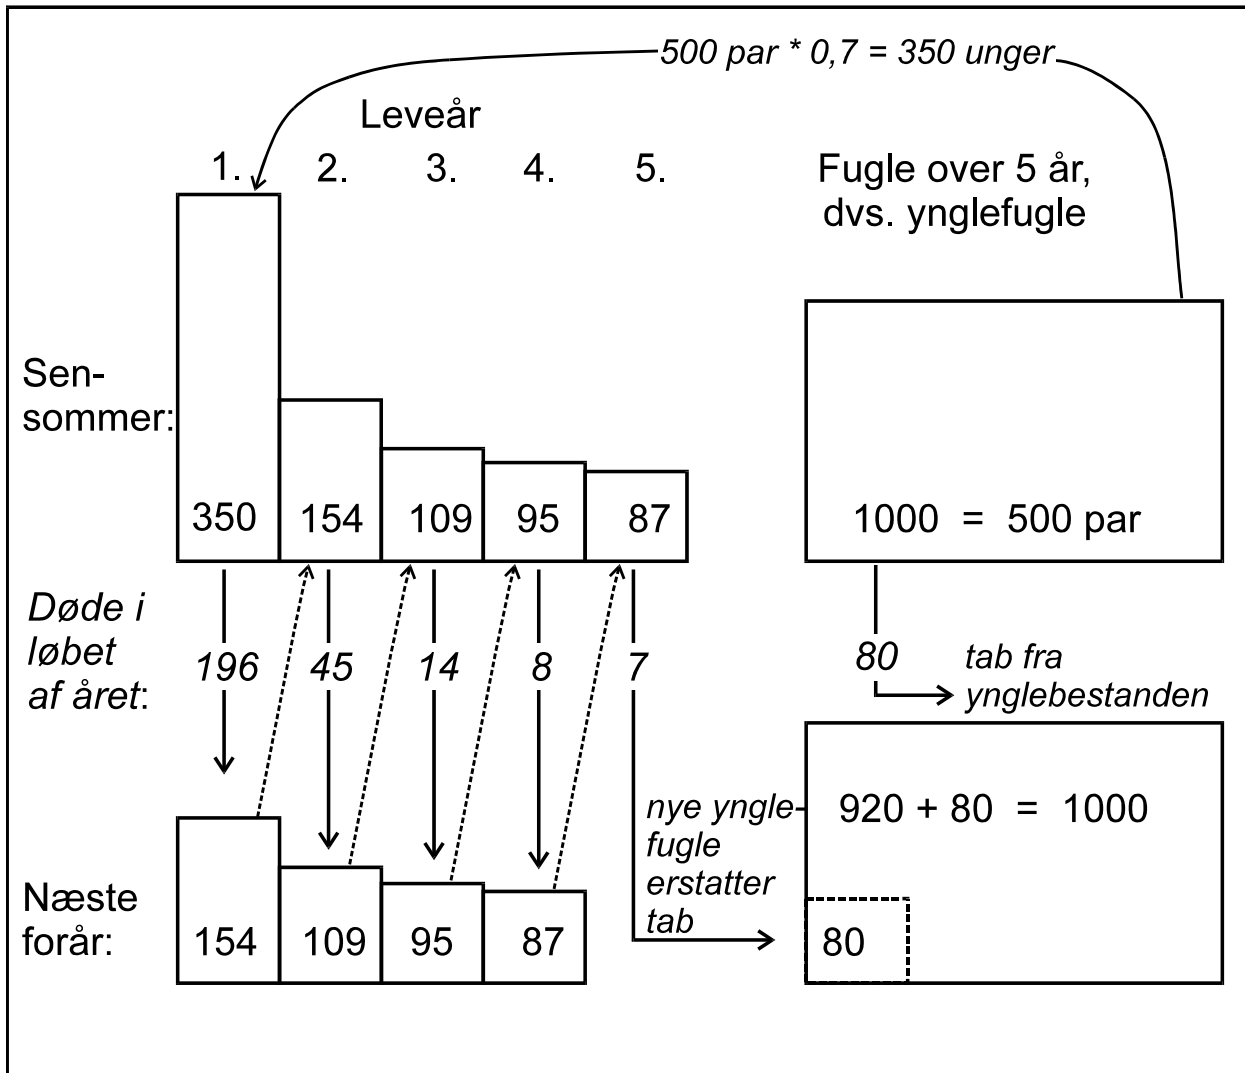 500 par * 0,7 = 350 unger
Leveår
1. 2. 3. 4. 5.
Fugle over 5 år,
dvs. ynglefugle
Sen-
sommer:
350 154 109 95 87
1000 = 500 par
Døde i
løbet
af året:
196 45 14 8 7
80
tab fra
ynglebestanden
nye yngle-
fugle
erstatter
tab
920 + 80 = 1000
Næste
forår:
154 109 95 87
80